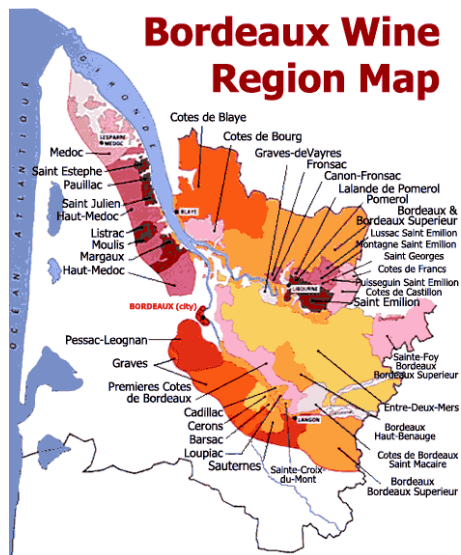 Bordeaux Wine
Region Map
OCÉAN ATLANTIQUE
GIRONDE
LESPARRE
MEDOC
Medoc
Saint Estephe
Pauillac
Saint Julien
Haut-Medoc
Listrac
Moulis
Margaux
Haut-Medoc
BORDEAUX (city)
Pessac-Leognan
Graves
Premieres Cotes
de Bordeaux
Cadillac
Cerons
Barsac
Loupiac
Sauternes
Sainte-Croix
du-Mont
Cotes de Blaye
Cotes de Bourg
BLAYE
Graves-deVayres
Fronsac
Canon-Fronsac
Lalande de Pomerol
Pomerol
Bordeaux &
Bordeaux Superior
Lussac Saint Emilion
Montagne Saint Emilion
Saint Georges
Cotes de Francs
Puisseguin Saint Emilion
Cotes de Castillon
Saint Emilion
LIBOURNE
Sainte-Foy
Bordeaux
Bordeaux Superieur
Entre-Deux-Mers
Bordeaux
Haut-Benauge
LANGON
Cotes de Bordeaux
Saint Macaire
Bordeaux
Bordeaux Superieur